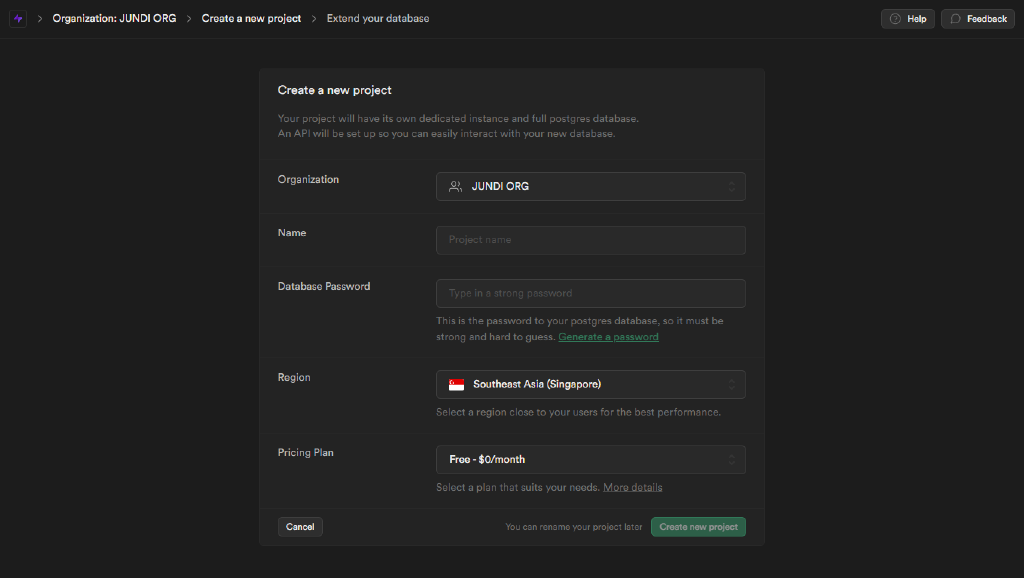 Organization: JUNDI ORG > Create a new project > Extend your database
Help
Feedback
Create a new project
Your project will have its own dedicated instance and full postgres database.
An API will be set up so you can easily interact with your new database.
Organization
JUNDI ORG
Name
Project name
Database Password
Type in a strong password
This is the password to your postgres database, so it must be
strong and hard to guess. Generate a password
Region
Southeast Asia (Singapore)
Select a region close to your users for the best performance.
Pricing Plan
Free - $0/month
Select a plan that suits your needs. More details
Cancel
You can rename your project later
Create new project